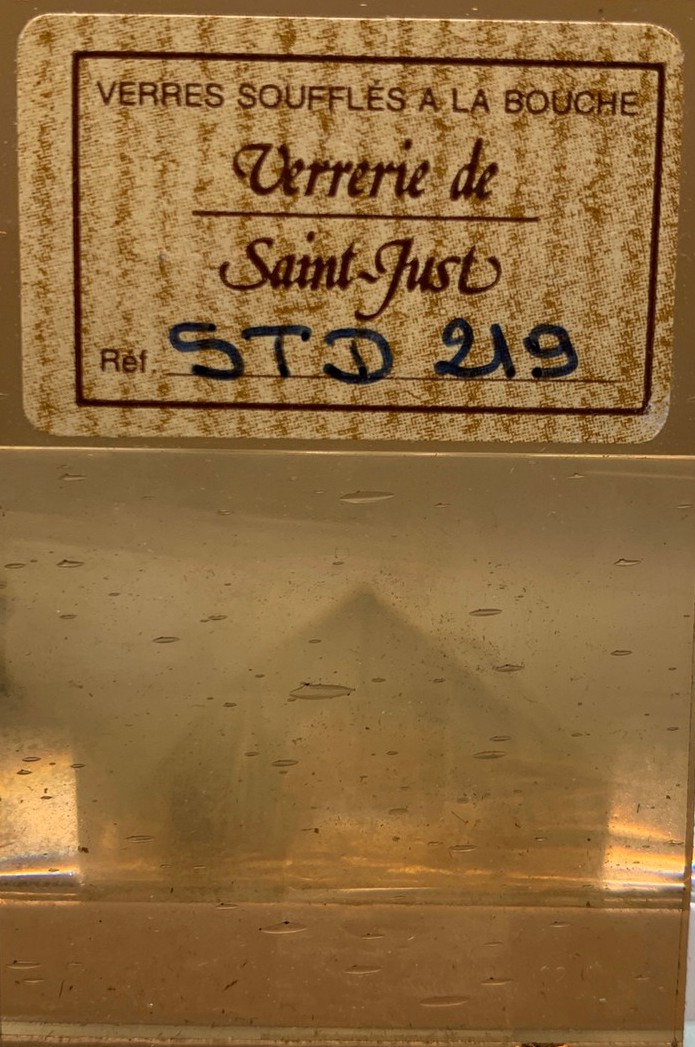 VERRES SOUFFLÉS A LA BOUCHE
Verrerie de
Saint-Just
Réf. STD 219